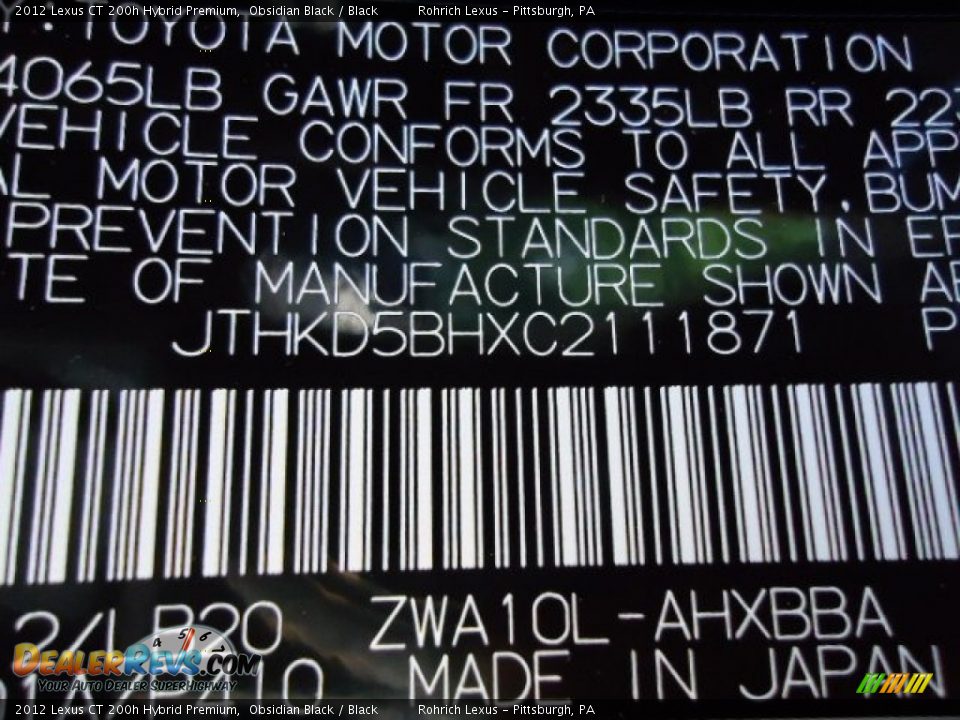 2012 Lexus CT 200h Hybrid Premium, Obsidian Black / Black Rohrich Lexus - Pittsburgh, PA
TOYOTA MOTOR CORPORATION
4065LB GAWR FR 2335LB RR
VEHICLE CONFORMS TO ALL
MOTOR VEHICLE SAFETY, BUM
PREVENTION STANDARDS IN EF
TE OF MANUFACTURE SHOWN
JTHKD5BHXC2111871 P
ZWA10L-AHXBBA
MADE IN JAPAN
DEALERREVS.COM
YOUR AUTO DEALER SUPERHIGHWAY
2012 Lexus CT 200h Hybrid Premium, Obsidian Black / Black Rohrich Lexus - Pittsburgh, PA